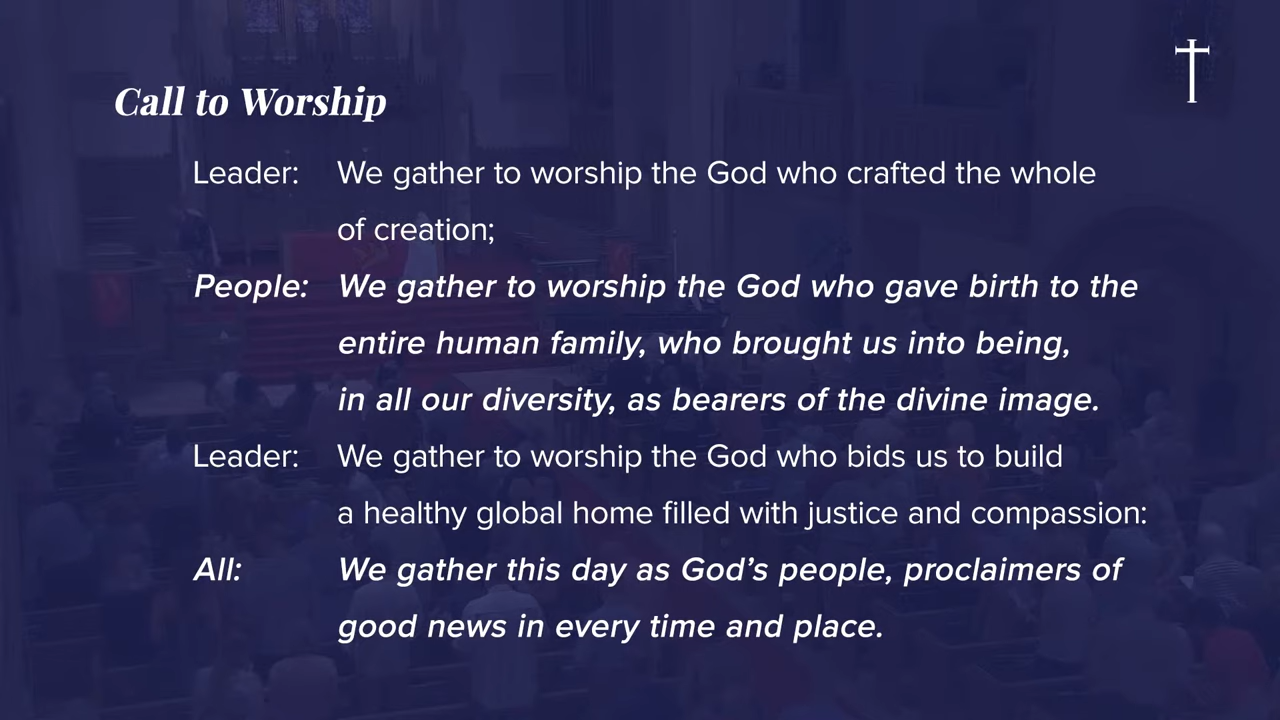 Call to Worship
Leader: We gather to worship the God who crafted the whole
of creation;
People: We gather to worship the God who gave birth to the
entire human family, who brought us into being,
in all our diversity, as bearers of the divine image.
Leader: We gather to worship the God who bids us to build
a healthy global home filled with justice and compassion:
All: We gather this day as God’s people, proclaimers of
good news in every time and place.